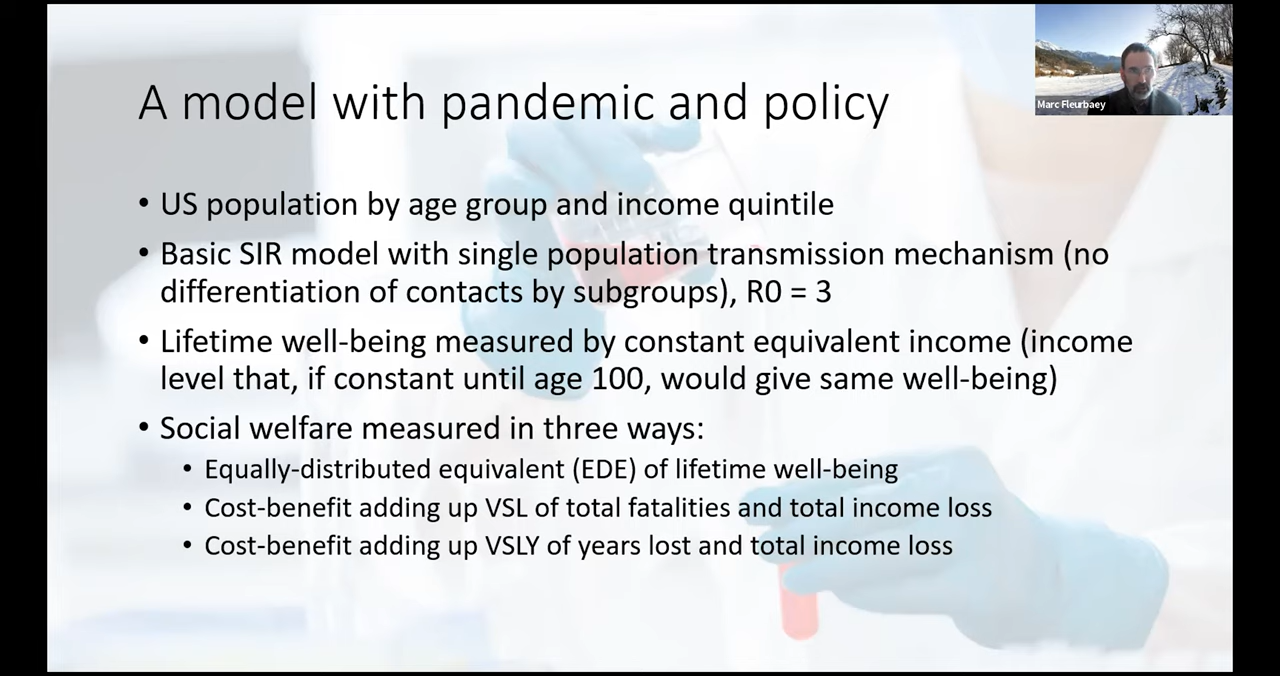 Marc Fleurbaey
A model with pandemic and policy
• US population by age group and income quintile
• Basic SIR model with single population transmission mechanism (no
differentiation of contacts by subgroups), R0 = 3
• Lifetime well-being measured by constant equivalent income (income
level that, if constant until age 100, would give same well-being)
• Social welfare measured in three ways:
• Equally-distributed equivalent (EDE) of lifetime well-being
• Cost-benefit adding up VSL of total fatalities and total income loss
• Cost-benefit adding up VSLY of years lost and total income loss